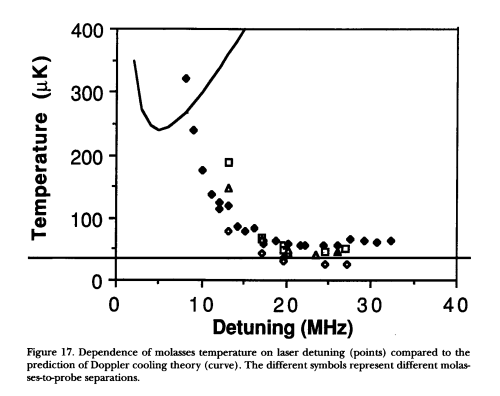 400
300
200
100
0
Temperature (µK)
0 10 20 30 40
Detuning (MHz)
Figure 17. Dependence of molasses temperature on laser detuning (points) compared to the
prediction of Doppler cooling theory (curve). The different symbols represent different molas-
ses-to-probe separations.